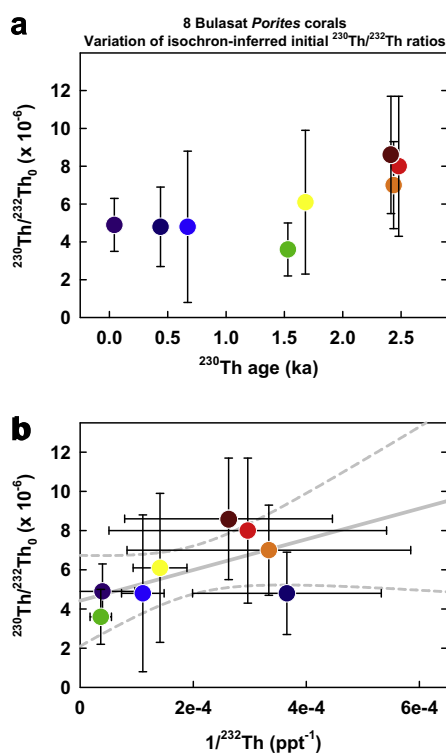 a
8 Bulasat Porites corals
Variation of isochron-inferred initial ²³⁰Th/²³²Th ratios
12
10
8
6
4
2
0
²³⁰Th/²³²Th₀ (x 10⁻⁶)
0.0 0.5 1.0 1.5 2.0 2.5
²³⁰Th age (ka)
b
12
10
8
6
4
2
0
²³⁰Th/²³²Th₀ (x 10⁻⁶)
0 2e-4 4e-4 6e-4
1/²³²Th (ppt⁻¹)